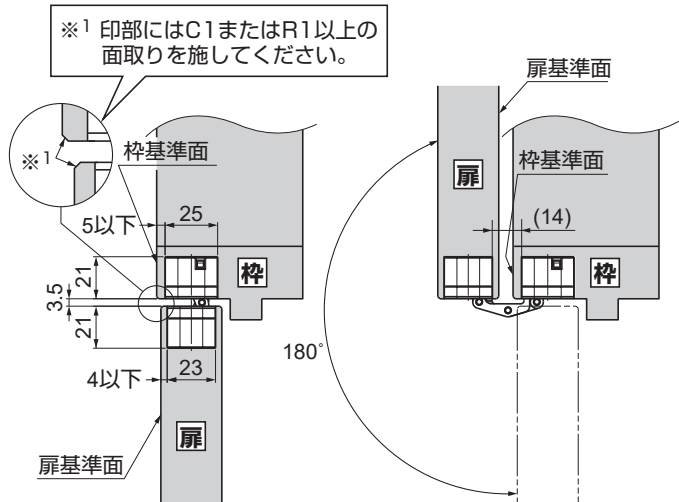 ※1 印部にはC1またはR1以上の
面取りを施してください。
※1
枠基準面
5以下
25
21
3.5
21
枠
4以下
23
扉
扉基準面
扉基準面
扉
枠基準面
(14)
枠
180°